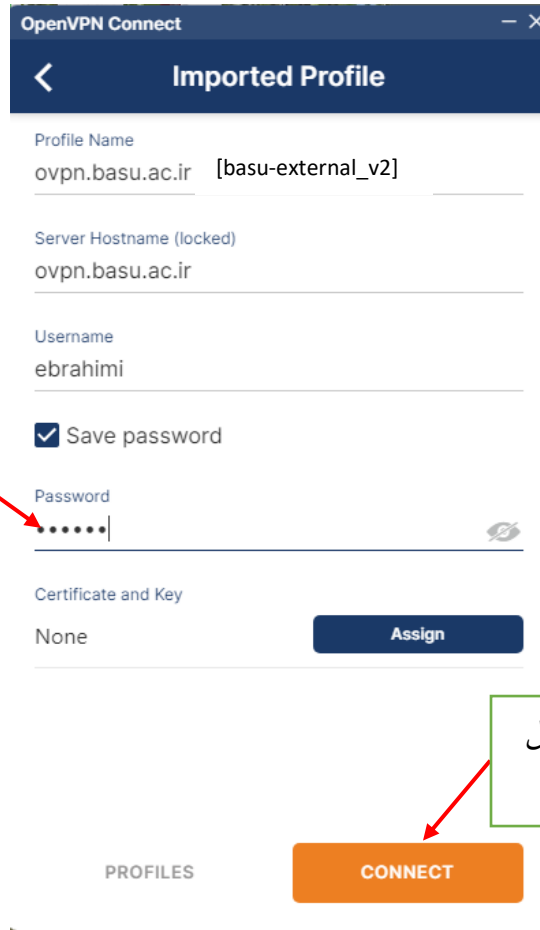 OpenVPN Connect
Imported Profile
Profile Name
ovpn.basu.ac.ir [basu-external_v2]
Server Hostname (locked)
ovpn.basu.ac.ir
Username
ebrahimi
Save password
Password
••••••
Certificate and Key
None Assign
PROFILES CONNECT